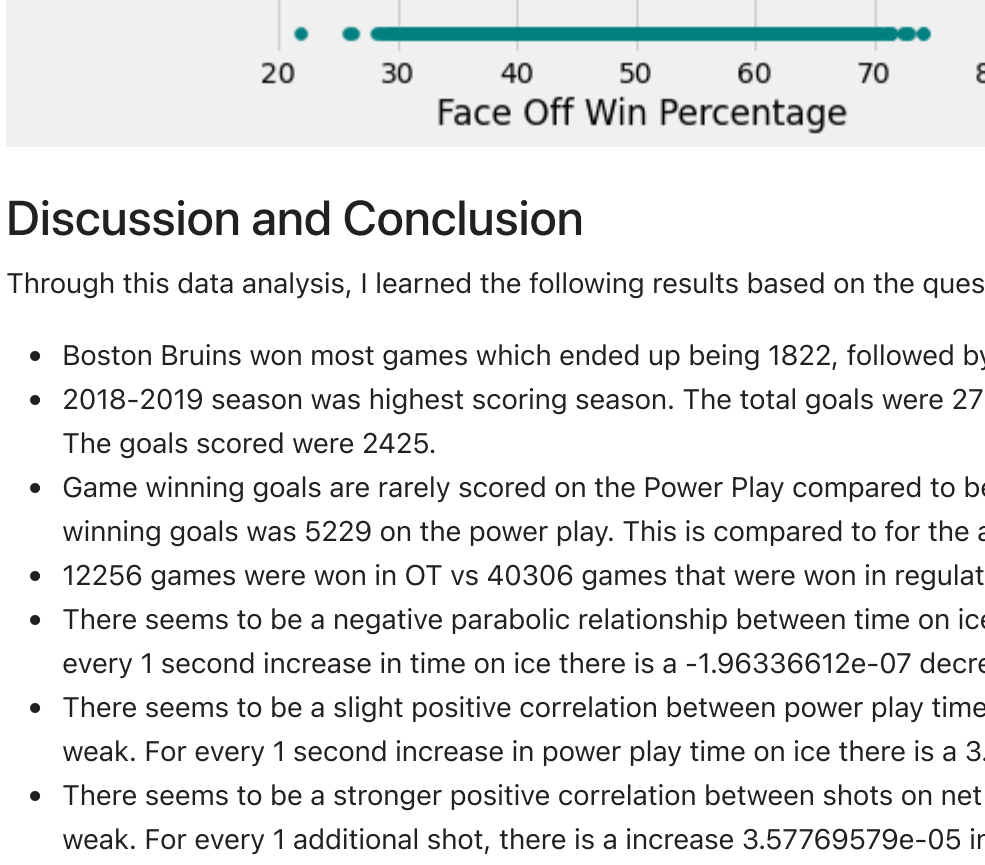 20 30 40 50 60 70
Face Off Win Percentage
Discussion and Conclusion
Through this data analysis, I learned the following results based on the
Boston Bruins won most games which ended up being 1822, followed by
2018-2019 season was highest scoring season. The total goals were 27
The goals scored were 2425.
Game winning goals are rarely scored on the Power Play compared to
winning goals was 5229 on the power play. This is compared to for the
12256 games were won in OT vs 40306 games that were won in
There seems to be a negative parabolic relationship between time on ice
every 1 second increase in time on ice there is a -1.96336612e-07
There seems to be a slight positive correlation between power play time
weak. For every 1 second increase in power play time on ice there is a 3.
There seems to be a stronger positive correlation between shots on net
weak. For every 1 additional shot, there is a increase 3.57769579e-05